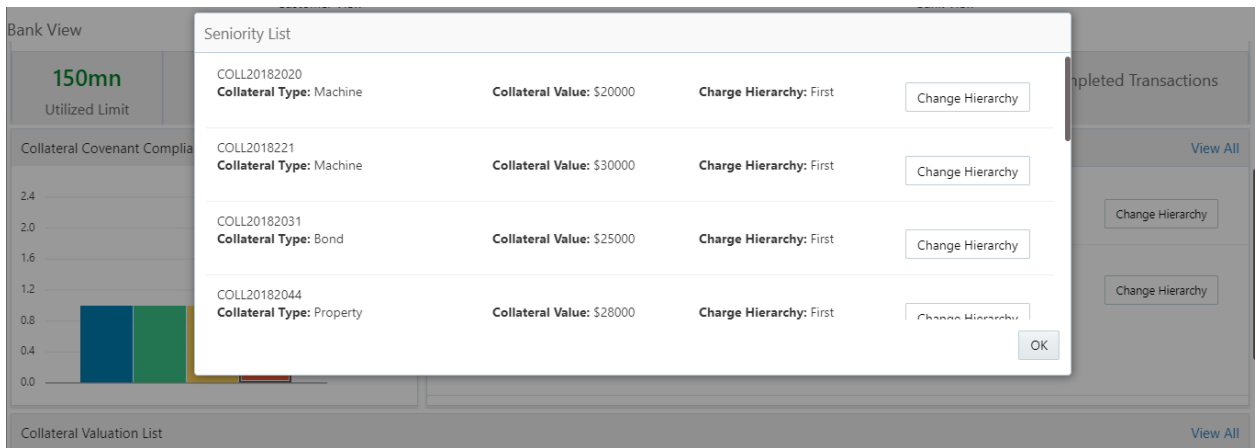 Bank View
Seniority List
150mn
Utilized Limit
COLL20182020
Collateral Type: Machine Collateral Value: $20000 Charge Hierarchy: First Change Hierarchy
Transactions
Collateral Covenant
View All
COLL2018221
Collateral Type: Machine Collateral Value: $30000 Charge Hierarchy: First Change Hierarchy
COLL20182031
Collateral Type: Bond Collateral Value: $25000 Charge Hierarchy: First Change Hierarchy
COLL20182044
Collateral Type: Property Collateral Value: $28000 Charge Hierarchy: First Change Hierarchy
OK
2.4
2.0
1.6
1.2
0.8
0.4
0.0
Change Hierarchy
Change Hierarchy
Collateral Valuation List
View All